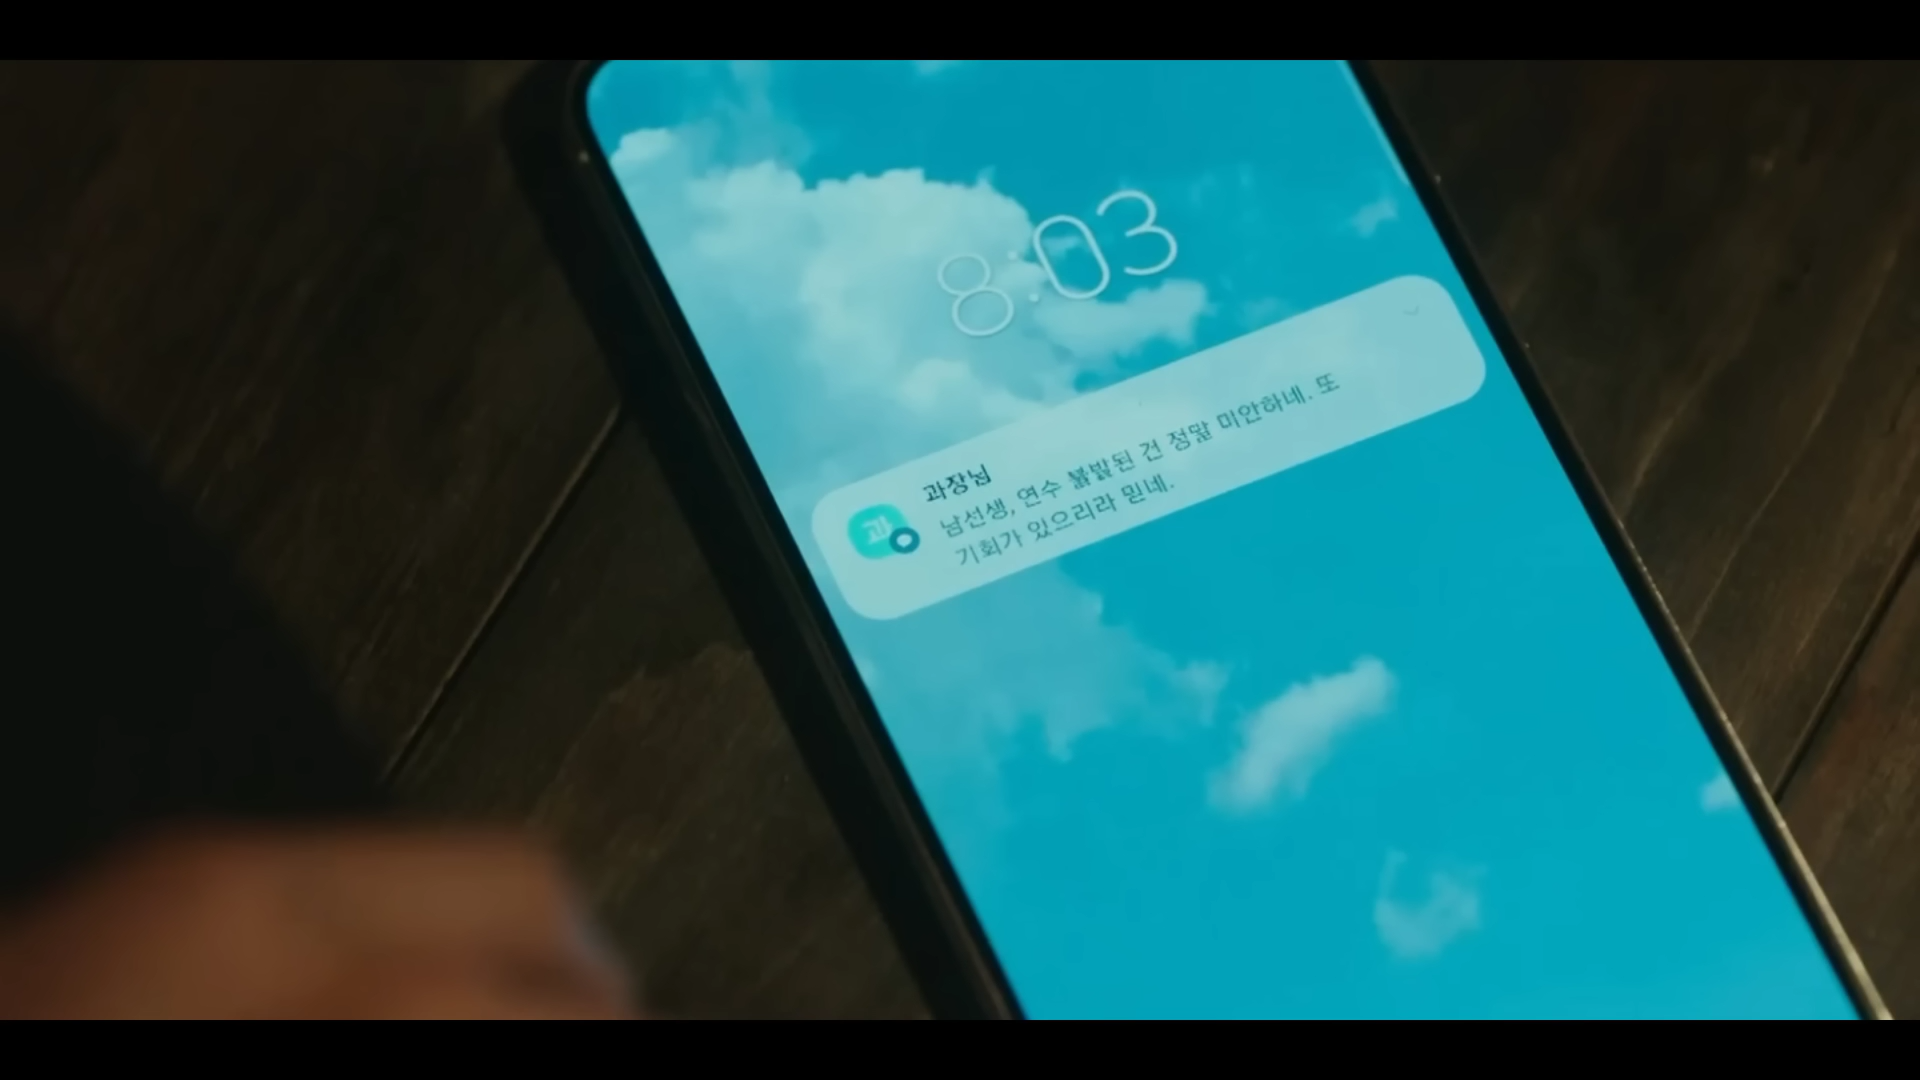 8:03
과장님
남선생, 연수 불발된 건 정말 미안하네. 또
기회가 있으리라 믿네.
과